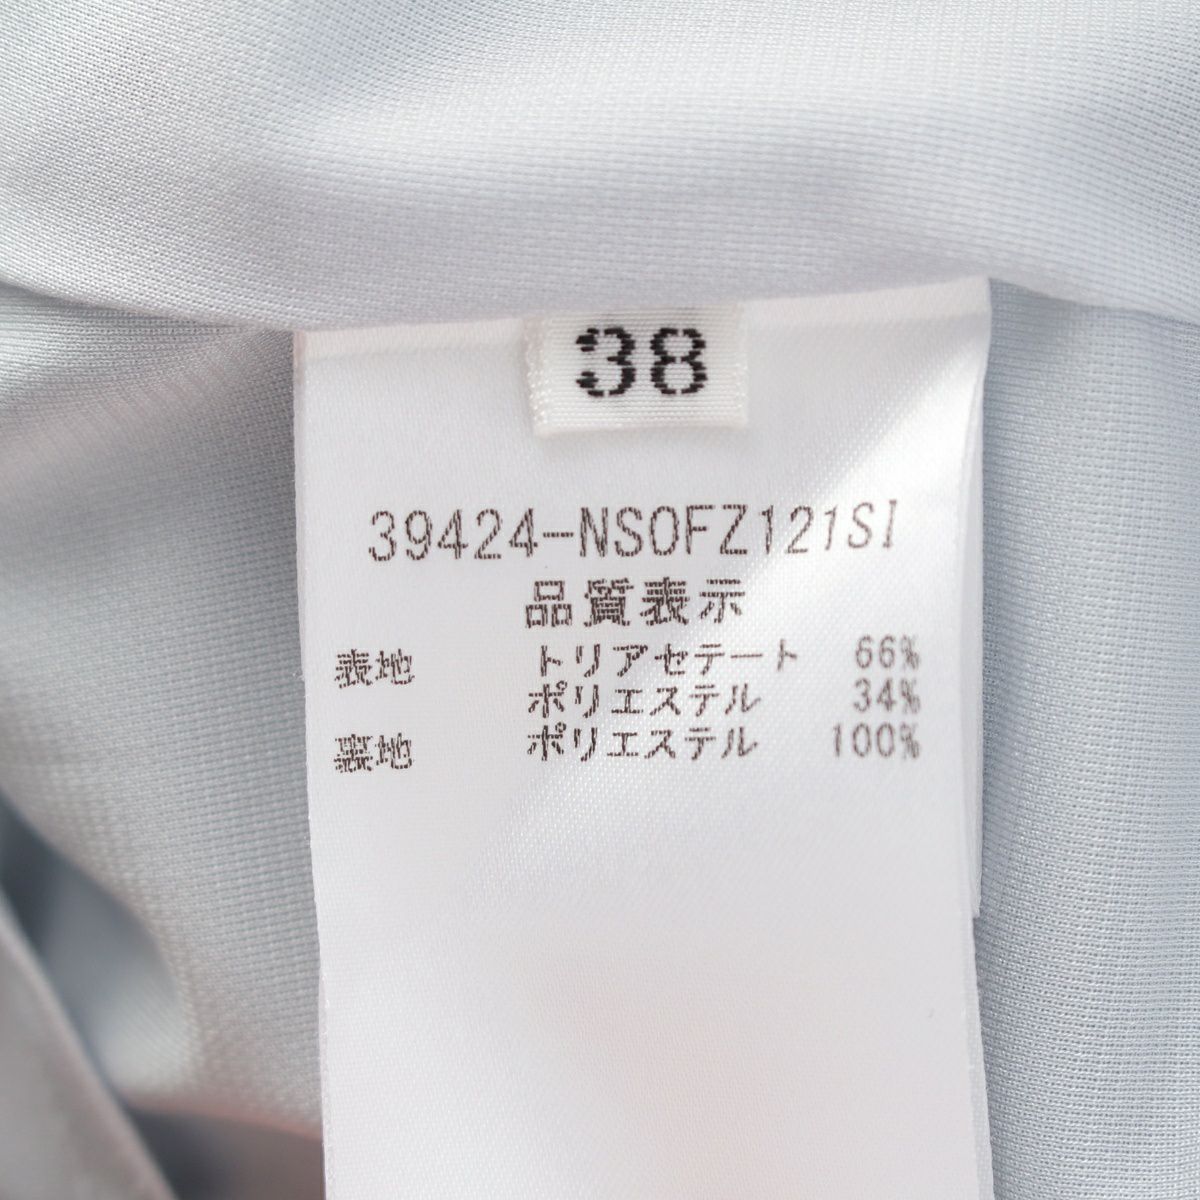 38
39424-NSOFZ121SI
品質表示
表地 トリアセテート 66%
ポリエステル 34%
裏地 ポリエステル 100%